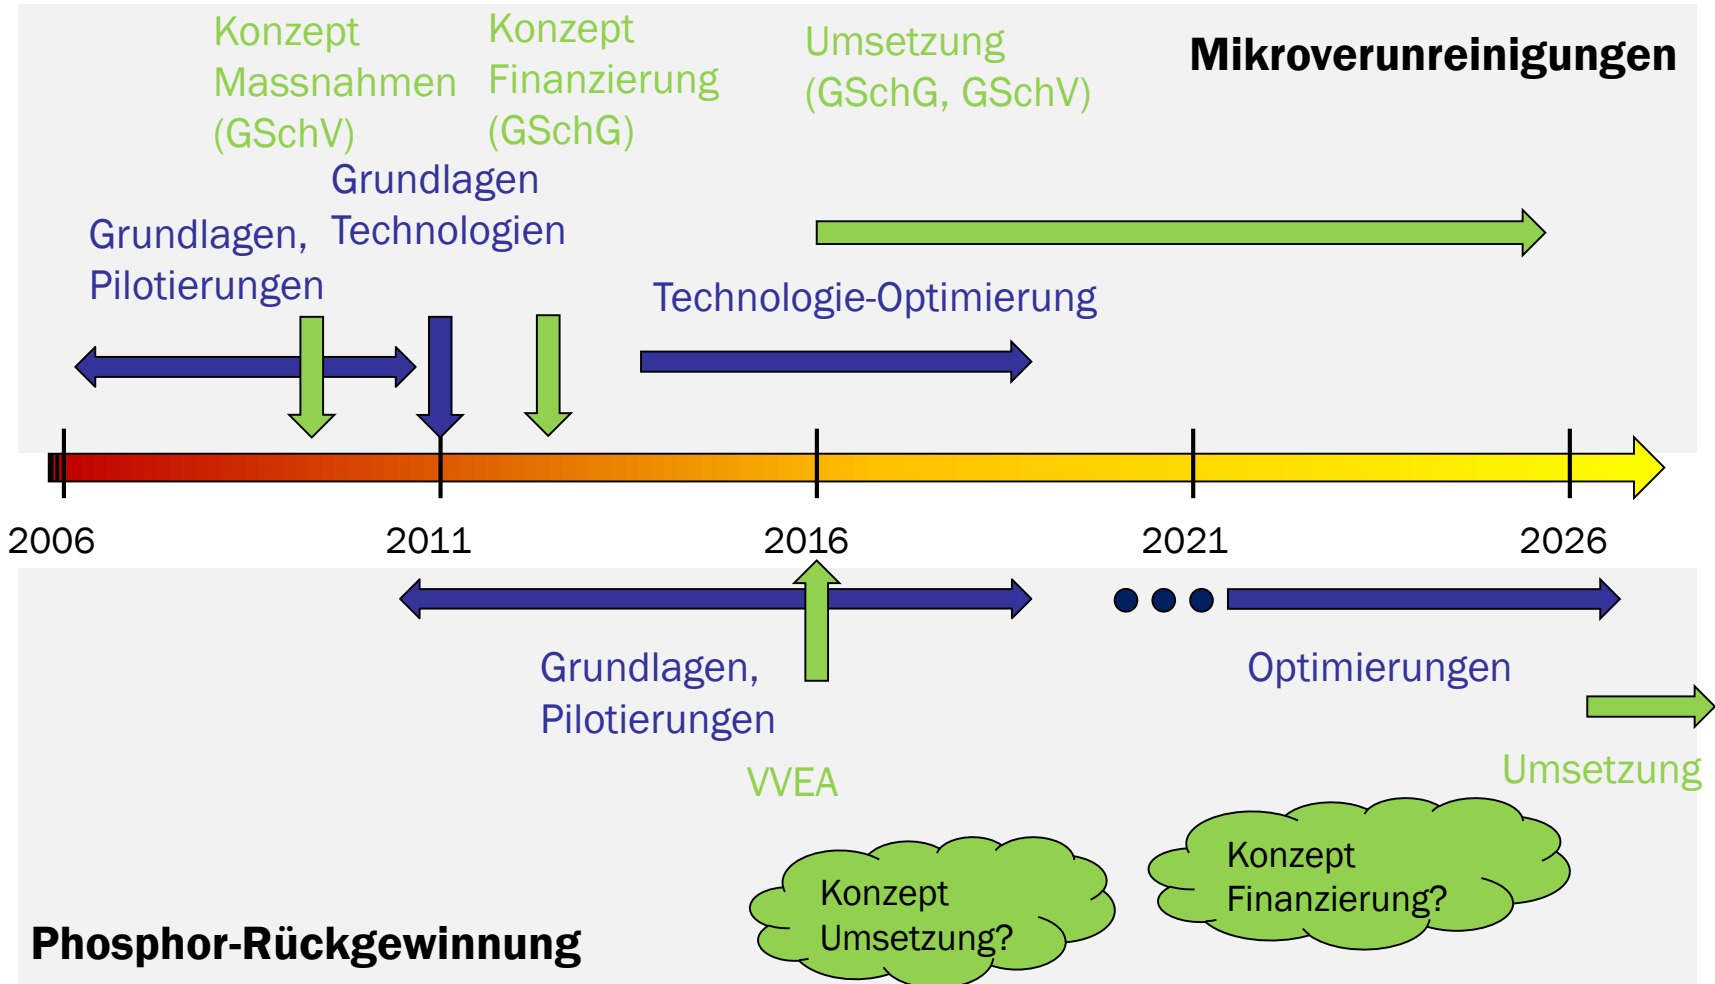 Konzept
Massnahmen
(GSchV)
Konzept
Finanzierung
(GSchG)
Umsetzung
(GSchG, GSchV)
Mikroverunreinigungen
Grundlagen
Technologien
Grundlagen,
Pilotierungen
Technologie-Optimierung
2006
2011
2016
2021
2026
Grundlagen,
Pilotierungen
Optimierungen
VVEA
Umsetzung
Konzept
Umsetzung?
Konzept
Finanzierung?
Phosphor-Rückgewinnung